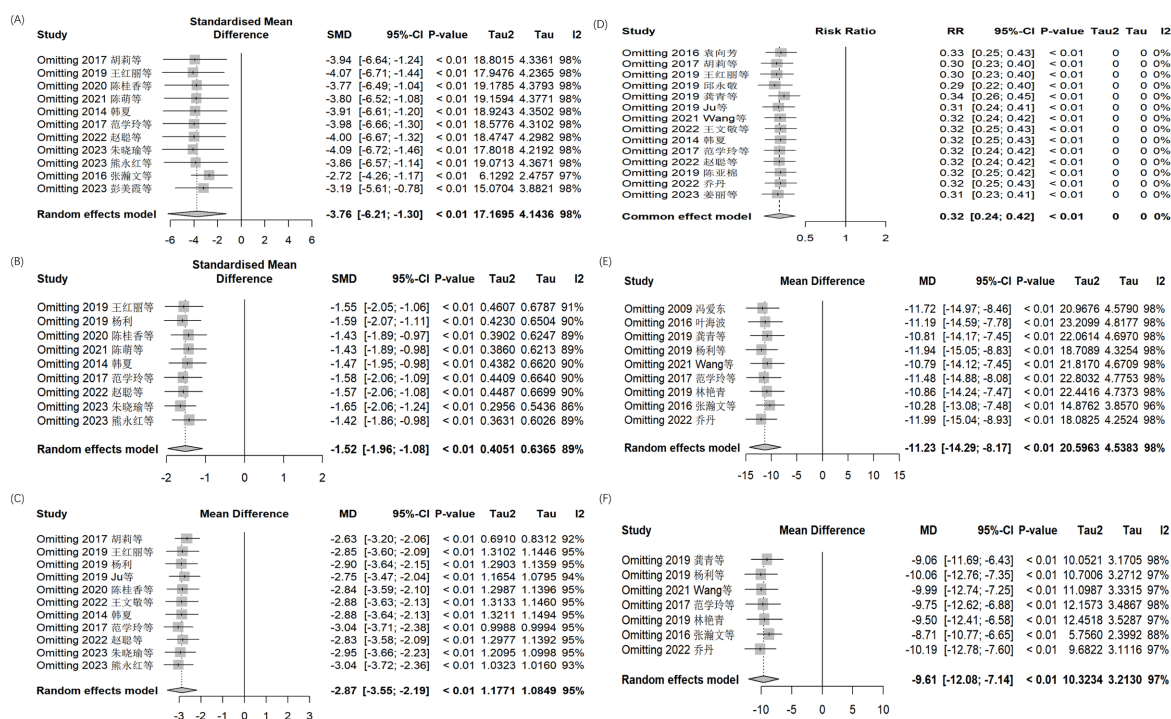 (A)
Standardised Mean
Study Difference SMD 95%-CI P-value Tau2 Tau I2
Omitting 2017 胡莉等 -3.94 [-6.64; -1.24] < 0.01 18.8015 4.3361 98%
Omitting 2019 王红丽等 -4.07 [-6.71; -1.44] < 0.01 17.9476 4.2365 98%
Omitting 2020 陈桂香等 -3.77 [-6.49; -1.04] < 0.01 19.1785 4.3793 98%
Omitting 2021 陈萌等 -3.80 [-6.52; -1.08] < 0.01 19.1594 4.3771 98%
Omitting 2014 韩夏 -3.91 [-6.61; -1.20] < 0.01 18.9243 4.3502 98%
Omitting 2017 范学玲等 -3.98 [-6.66; -1.30] < 0.01 18.5776 4.3102 98%
Omitting 2022 赵聪等 -4.00 [-6.67; -1.32] < 0.01 18.4747 4.2982 98%
Omitting 2023 朱晓瑜等 -4.09 [-6.72; -1.46] < 0.01 17.8018 4.2192 98%
Omitting 2023 熊永红等 -3.86 [-6.57; -1.14] < 0.01 19.0713 4.3671 98%
Omitting 2016 张瀚文等 -2.72 [-4.26; -1.17] < 0.01 6.1292 2.4757 95%
Omitting 2023 彭美霞等 -3.19 [-5.61; -0.78] < 0.01 15.0704 3.8821 98%
Random effects model -3.76 [-6.21; -1.30] < 0.01 17.1695 4.1436 98%
-6 -4 -2 0 2 4 6
(B)
Standardised Mean
Study Difference SMD 95%-CI P-value Tau2 Tau I2
Omitting 2019 王红丽等 -1.55 [-2.05; -1.06] < 0.01 0.4607 0.6787 91%
Omitting 2019 杨利 -1.59 [-2.07; -1.11] < 0.01 0.4230 0.6504 90%
Omitting 2020 陈桂香等 -1.43 [-1.89; -0.97] < 0.01 0.3902 0.6247 89%
Omitting 2021 陈萌等 -1.43 [-1.89; -0.98] < 0.01 0.3860 0.6213 89%
Omitting 2014 韩夏 -1.47 [-1.95; -0.98] < 0.01 0.4382 0.6620 90%
Omitting 2017 范学玲等 -1.58 [-2.06; -1.09] < 0.01 0.4409 0.6640 90%
Omitting 2022 赵聪等 -1.57 [-2.06; -1.08] < 0.01 0.4487 0.6699 90%
Omitting 2023 朱晓瑜等 -1.65 [-2.06; -1.24] < 0.01 0.2956 0.5436 86%
Omitting 2023 熊永红等 -1.42 [-1.86; -0.98] < 0.01 0.3631 0.6026 89%
Random effects model -1.52 [-1.96; -1.08] < 0.01 0.4051 0.6365 89%
-2 -1 0 1 2
(C)
Study Mean Difference MD 95%-CI P-value Tau2 Tau I2
Omitting 2017 胡莉等 -2.63 [-3.20; -2.06] < 0.01 0.6910 0.8312 92%
Omitting 2019 王红丽等 -2.85 [-3.60; -2.09] < 0.01 1.3102 1.1446 95%
Omitting 2019 杨利 -2.90 [-3.64; -2.15] < 0.01 1.2903 1.1359 95%
Omitting 2019 Ju等 -2.75 [-3.47; -2.04] < 0.01 1.1654 1.0795 94%
Omitting 2020 陈桂香等 -2.84 [-3.59; -2.10] < 0.01 1.2987 1.1396 95%
Omitting 2022 王文敬等 -2.88 [-3.63; -2.13] < 0.01 1.3133 1.1460 95%
Omitting 2014 韩夏 -2.88 [-3.64; -2.13] < 0.01 1.3211 1.1494 95%
Omitting 2017 范学玲等 -3.04 [-3.71; -2.38] < 0.01 0.9988 0.9994 94%
Omitting 2022 赵聪等 -2.83 [-3.58; -2.09] < 0.01 1.2977 1.1392 95%
Omitting 2023 朱晓瑜等 -2.95 [-3.66; -2.23] < 0.01 1.2095 1.0998 95%
Omitting 2023 熊永红等 -3.04 [-3.72; -2.36] < 0.01 1.0323 1.0160 93%
Random effects model -2.87 [-3.55; -2.19] < 0.01 1.1771 1.0849 95%
-3 -2 -1 0 1 2 3
(D)
Study Risk Ratio RR 95%-CI P-value Tau2 Tau I2
Omitting 2016 袁向芳 0.33 [0.25; 0.43] < 0.01 0 0 0%
Omitting 2017 胡莉等 0.30 [0.23; 0.40] < 0.01 0 0 0%
Omitting 2019 王红丽等 0.30 [0.23; 0.40] < 0.01 0 0 0%
Omitting 2019 邱永敬 0.29 [0.22; 0.40] < 0.01 0 0 0%
Omitting 2019 龚青等 0.34 [0.26; 0.45] < 0.01 0 0 0%
Omitting 2019 Ju等 0.31 [0.24; 0.41] < 0.01 0 0 0%
Omitting 2021 Wang等 0.32 [0.24; 0.42] < 0.01 0 0 0%
Omitting 2022 王文敬等 0.32 [0.24; 0.42] < 0.01 0 0 0%
Omitting 2014 韩夏 0.32 [0.25; 0.43] < 0.01 0 0 0%
Omitting 2017 范学玲等 0.32 [0.24; 0.42] < 0.01 0 0 0%
Omitting 2022 赵聪等 0.32 [0.24; 0.42] < 0.01 0 0 0%
Omitting 2019 陈亚棉 0.32 [0.24; 0.42] < 0.01 0 0 0%
Omitting 2022 乔丹 0.32 [0.25; 0.43] < 0.01 0 0 0%
Omitting 2023 姜丽等 0.31 [0.23; 0.41] < 0.01 0 0 0%
Common effect model 0.32 [0.24; 0.42] < 0.01 0 0 0%
0.5 1 2
(E)
Study Mean Difference MD 95%-CI P-value Tau2 Tau I2
Omitting 2009 冯爱东 -11.72 [-14.97; -8.46] < 0.01 20.9676 4.5790 98%
Omitting 2016 叶海波 -11.19 [-14.59; -7.78] < 0.01 23.2099 4.8177 98%
Omitting 2019 龚青等 -10.81 [-14.17; -7.45] < 0.01 22.0614 4.6970 98%
Omitting 2019 杨利等 -11.94 [-15.05; -8.83] < 0.01 18.7089 4.3254 98%
Omitting 2021 Wang等 -10.79 [-14.12; -7.45] < 0.01 21.8170 4.6709 98%
Omitting 2017 范学玲等 -11.48 [-14.88; -8.08] < 0.01 22.8032 4.7753 98%
Omitting 2019 林艳青 -10.86 [-14.24; -7.47] < 0.01 22.4416 4.7373 98%
Omitting 2016 张瀚文等 -10.28 [-13.08; -7.48] < 0.01 14.8762 3.8570 96%
Omitting 2022 乔丹 -11.99 [-15.04; -8.93] < 0.01 18.0825 4.2524 98%
Random effects model -11.23 [-14.29; -8.17] < 0.01 20.5963 4.5383 98%
-15 -10 -5 0 5 10 15
(F)
Study Mean Difference MD 95%-CI P-value Tau2 Tau I2
Omitting 2019 龚青等 -9.06 [-11.69; -6.43] < 0.01 10.0521 3.1705 98%
Omitting 2019 杨利等 -10.06 [-12.76; -7.35] < 0.01 10.7006 3.2712 98%
Omitting 2021 Wang等 -9.99 [-12.74; -7.25] < 0.01 11.0987 3.3315 97%
Omitting 2017 范学玲等 -9.75 [-12.62; -6.88] < 0.01 12.1573 3.4867 98%
Omitting 2019 林艳青 -9.50 [-12.41; -6.58] < 0.01 12.4518 3.5287 98%
Omitting 2016 张瀚文等 -8.71 [-10.77; -6.65] < 0.01 5.7560 2.3992 94%
Omitting 2022 乔丹 -10.19 [-12.78; -7.60] < 0.01 9.6822 3.1116 97%
Random effects model -9.61 [-12.08; -7.14] < 0.01 10.3234 3.2130 97%
-10 -5 0 5 10